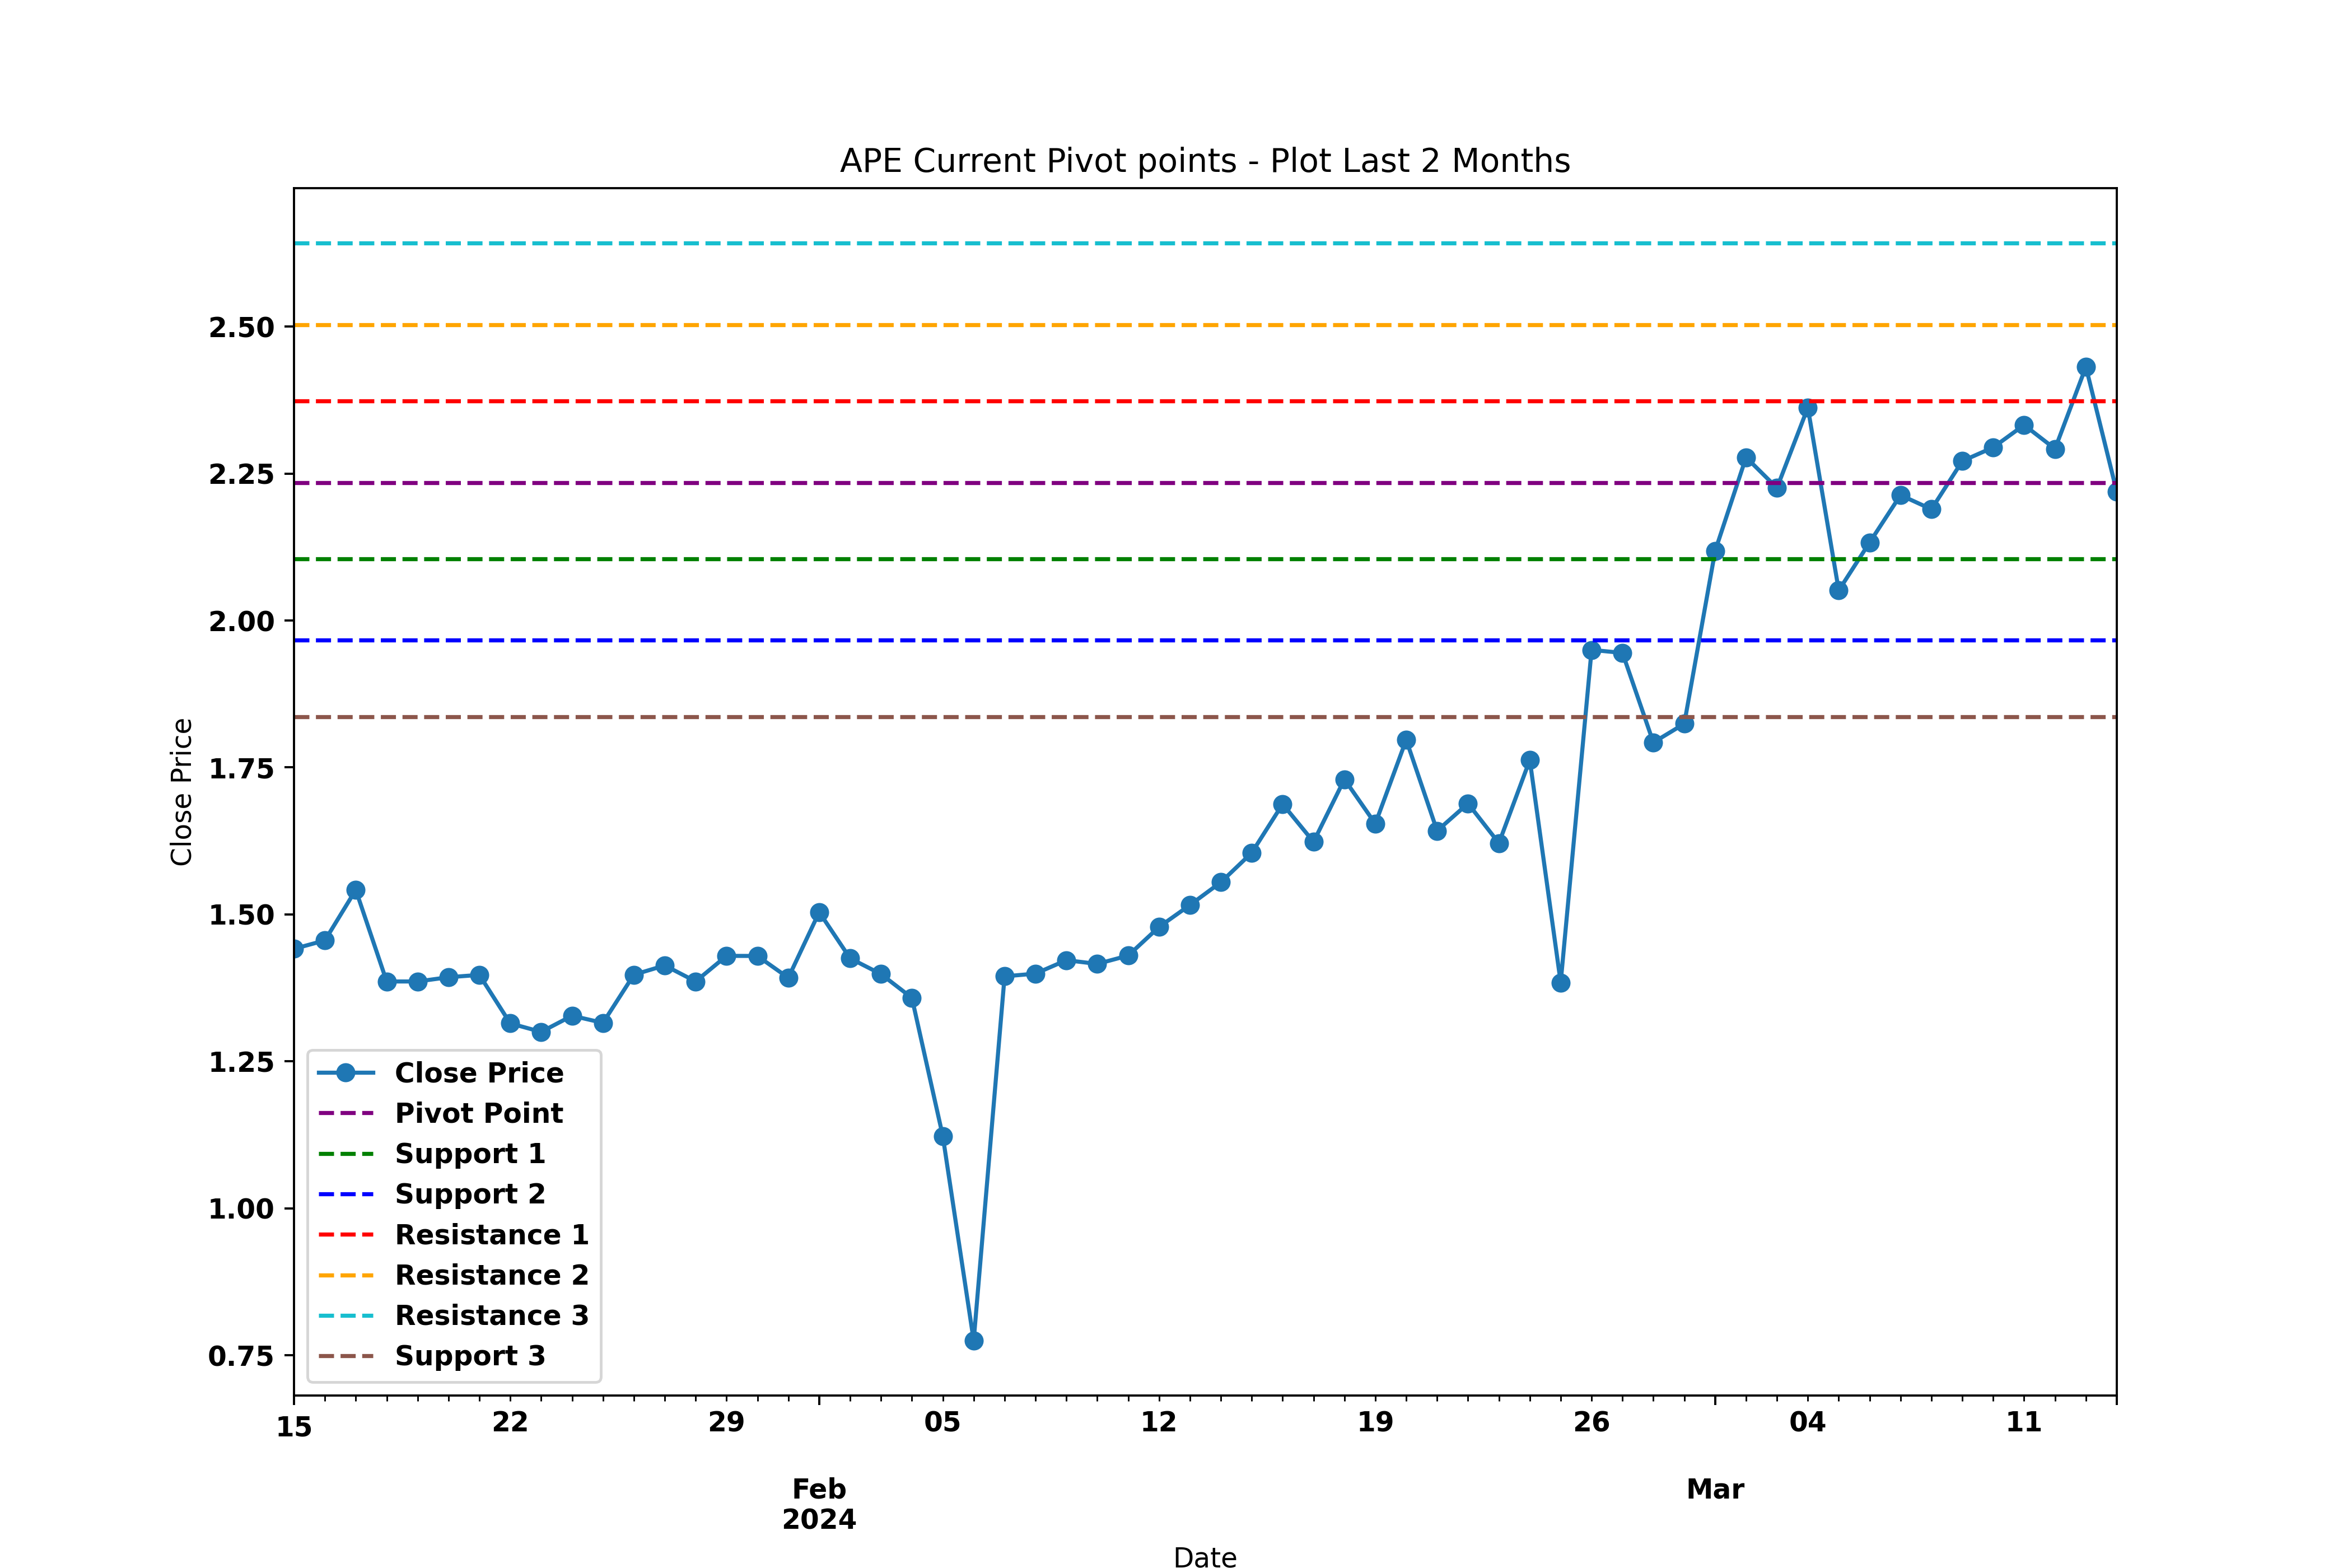 APE Current Pivot points - Plot Last 2 Months
Close Price
2.50
2.25
2.00
1.75
1.50
1.25
1.00
0.75
Close Price
Pivot Point
Support 1
Support 2
Resistance 1
Resistance 2
Resistance 3
Support 3
15 22 29 05 12 19 26 04 11
Feb Mar
2024
Date